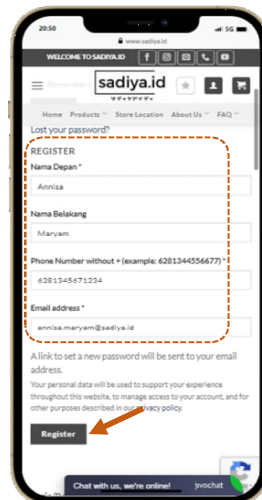 20:50
5G
www.sadiya.id
WELCOME TO SADIYA.ID
sadiya.id
Home Products Store Location About Us FAQ
Lost your password?
REGISTER
Nama Depan *
Annisa
Nama Belakang
Maryam
Phone Number without + (example: 6281344556677) *
6281345671234
Email address *
annisa.maryam@sadiya.id
A link to set a new password will be sent to your email
address.
Your personal data will be used to support your experience
throughout this website, to manage access to your account, and for
other purposes described in our privacy policy.
Register
Chat with us, we're online!
jivochat